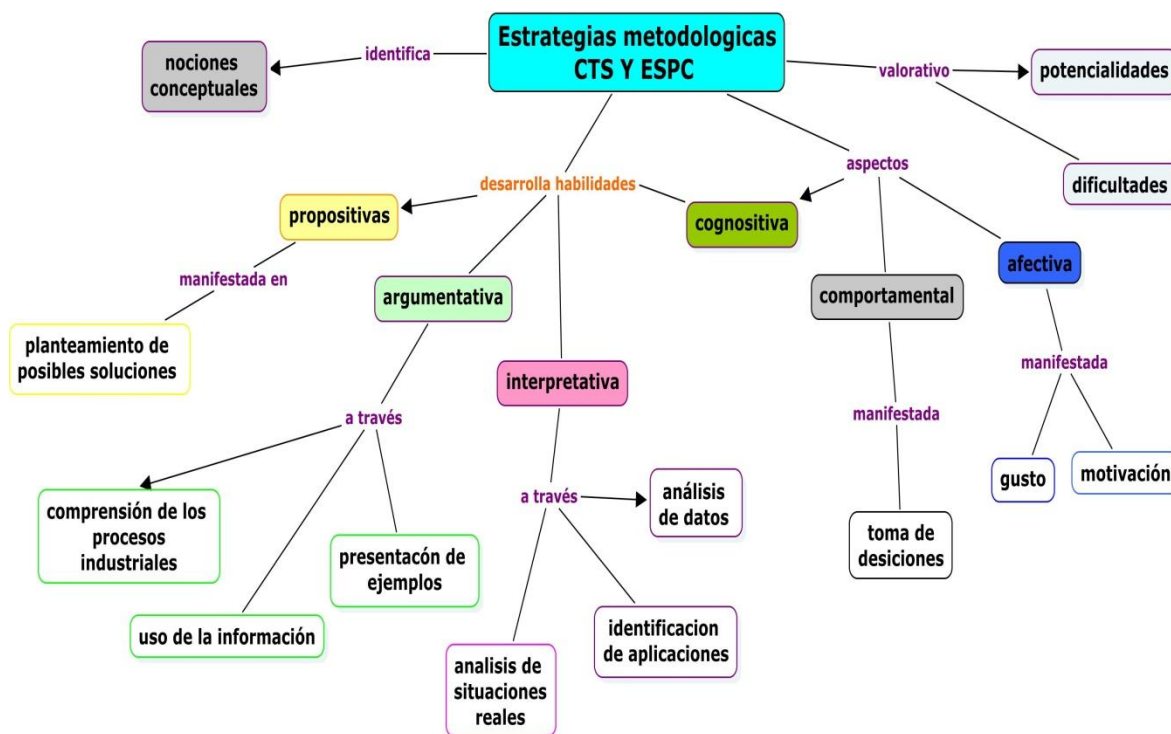 Estrategias metodologicas
CTS Y ESPC
identifica
nociones
conceptuales
valorativo
potencialidades
dificultades
aspectos
desarrolla habilidades
propositivas
cognositiva
manifestada en
argumentativa
comportamental
afectiva
planteamiento de
posibles soluciones
interpretativa
manifestada
a través
manifestada
comprensión de los
procesos
industriales
presentacón de
ejemplos
uso de la información
a través
análisis
de datos
identificacion
de aplicaciones
analisis de
situaciones
reales
toma de
desiciones
gusto
motivación